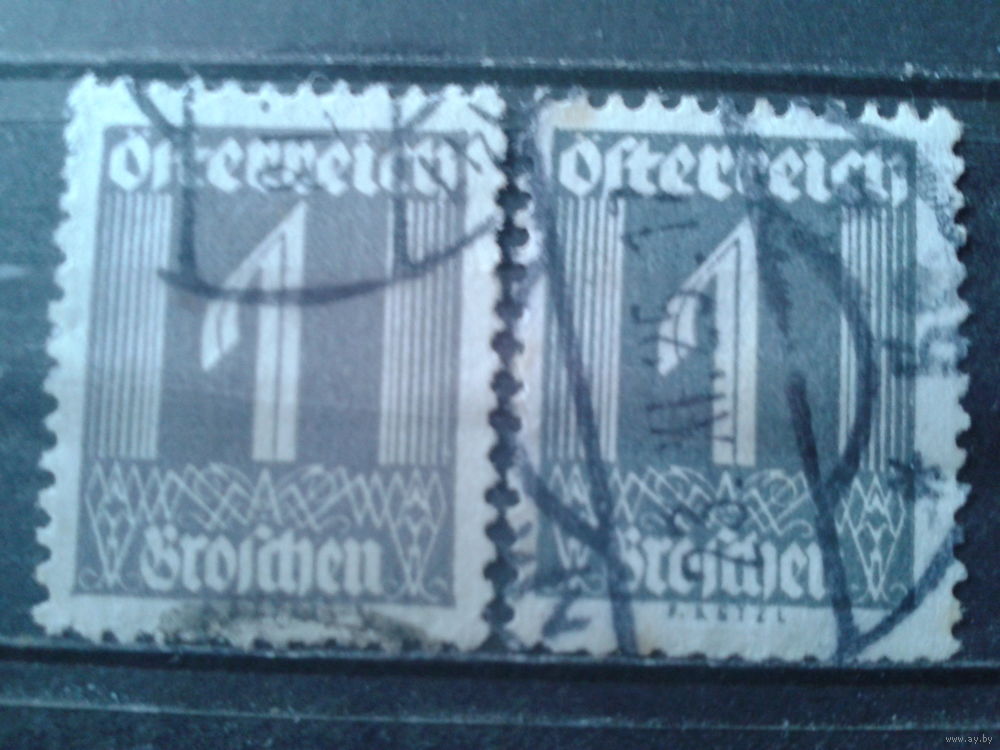 Österreich
1
Groschen
Österreich
1
Groschen
www.ay.by